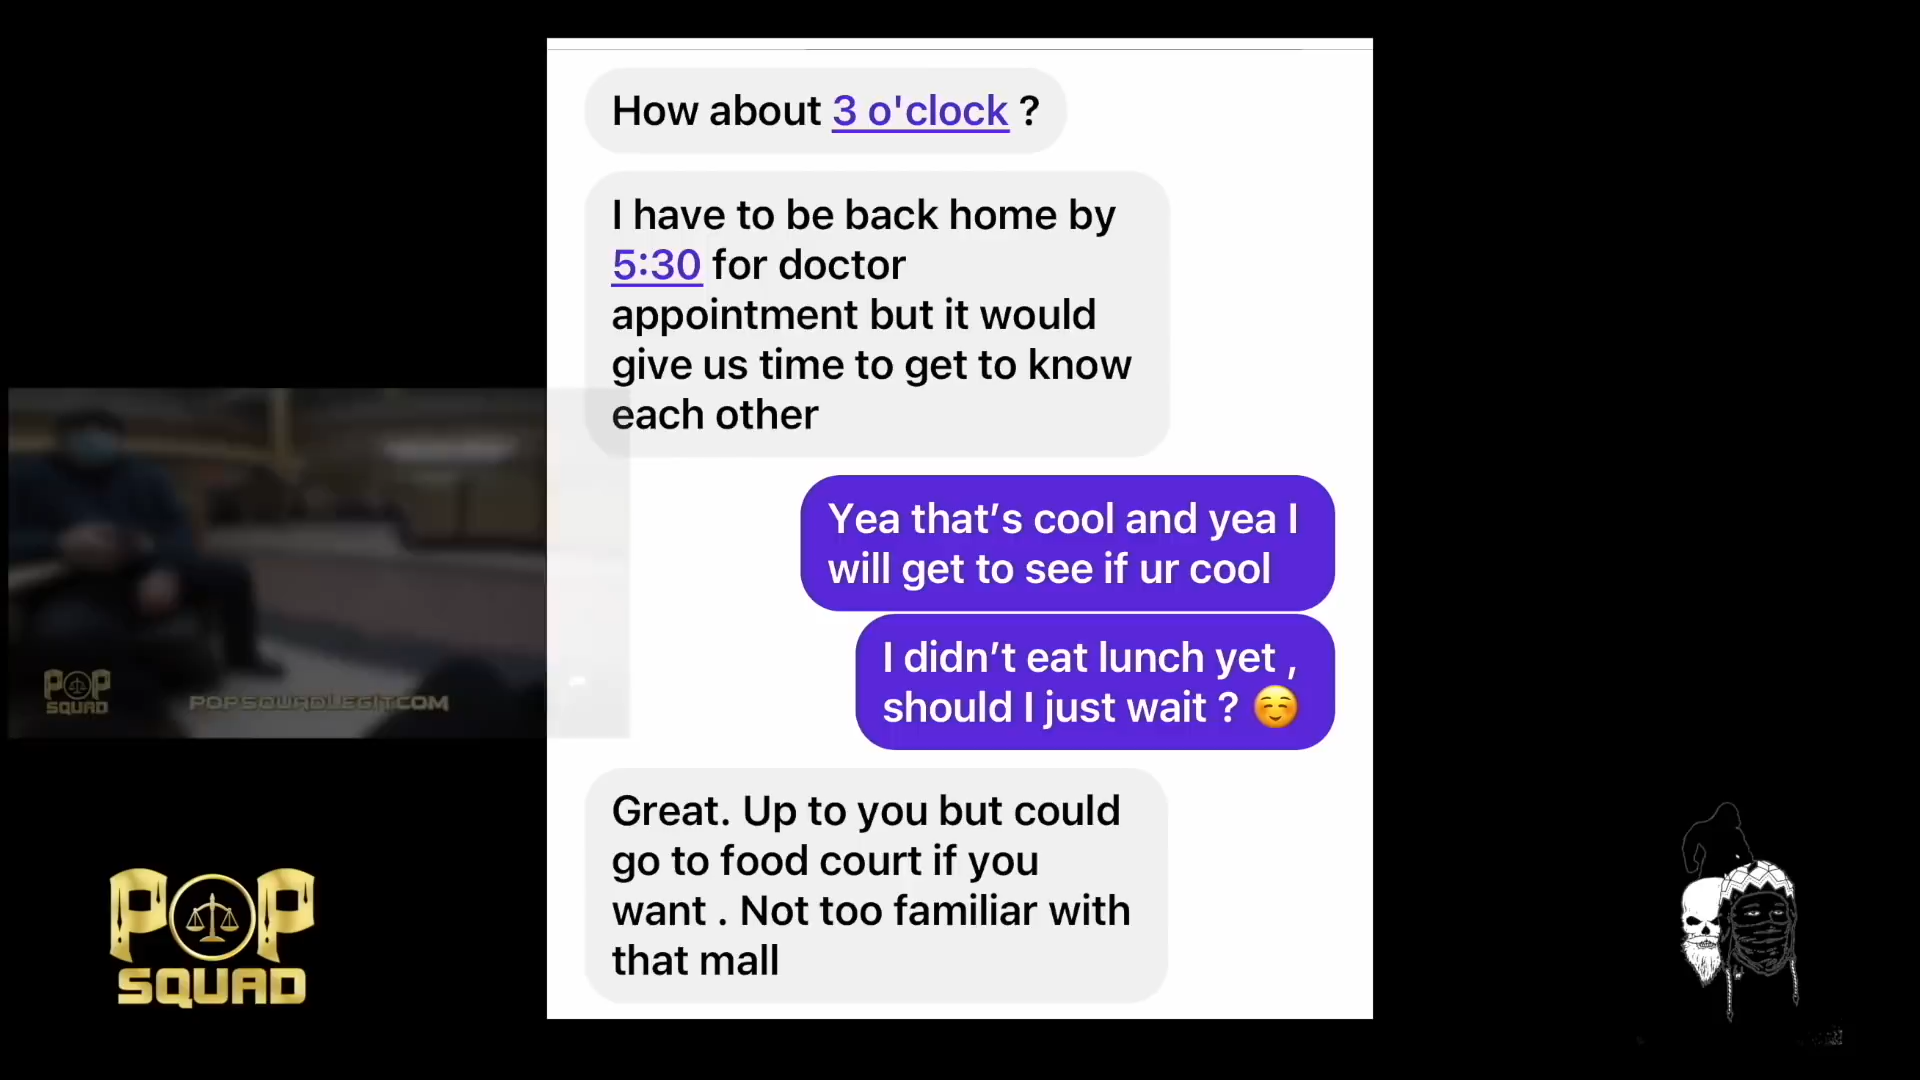 How about 3 o'clock ?
I have to be back home by
5:30 for doctor
appointment but it would
give us time to get to know
each other
Yea that’s cool and yea I
will get to see if ur cool
I didn’t eat lunch yet ,
should I just wait ? ☺️
Great. Up to you but could
go to food court if you
want . Not too familiar with
that mall
POP
SQUAD
POPSQUADLEGIT.COM
POP
SQUAD